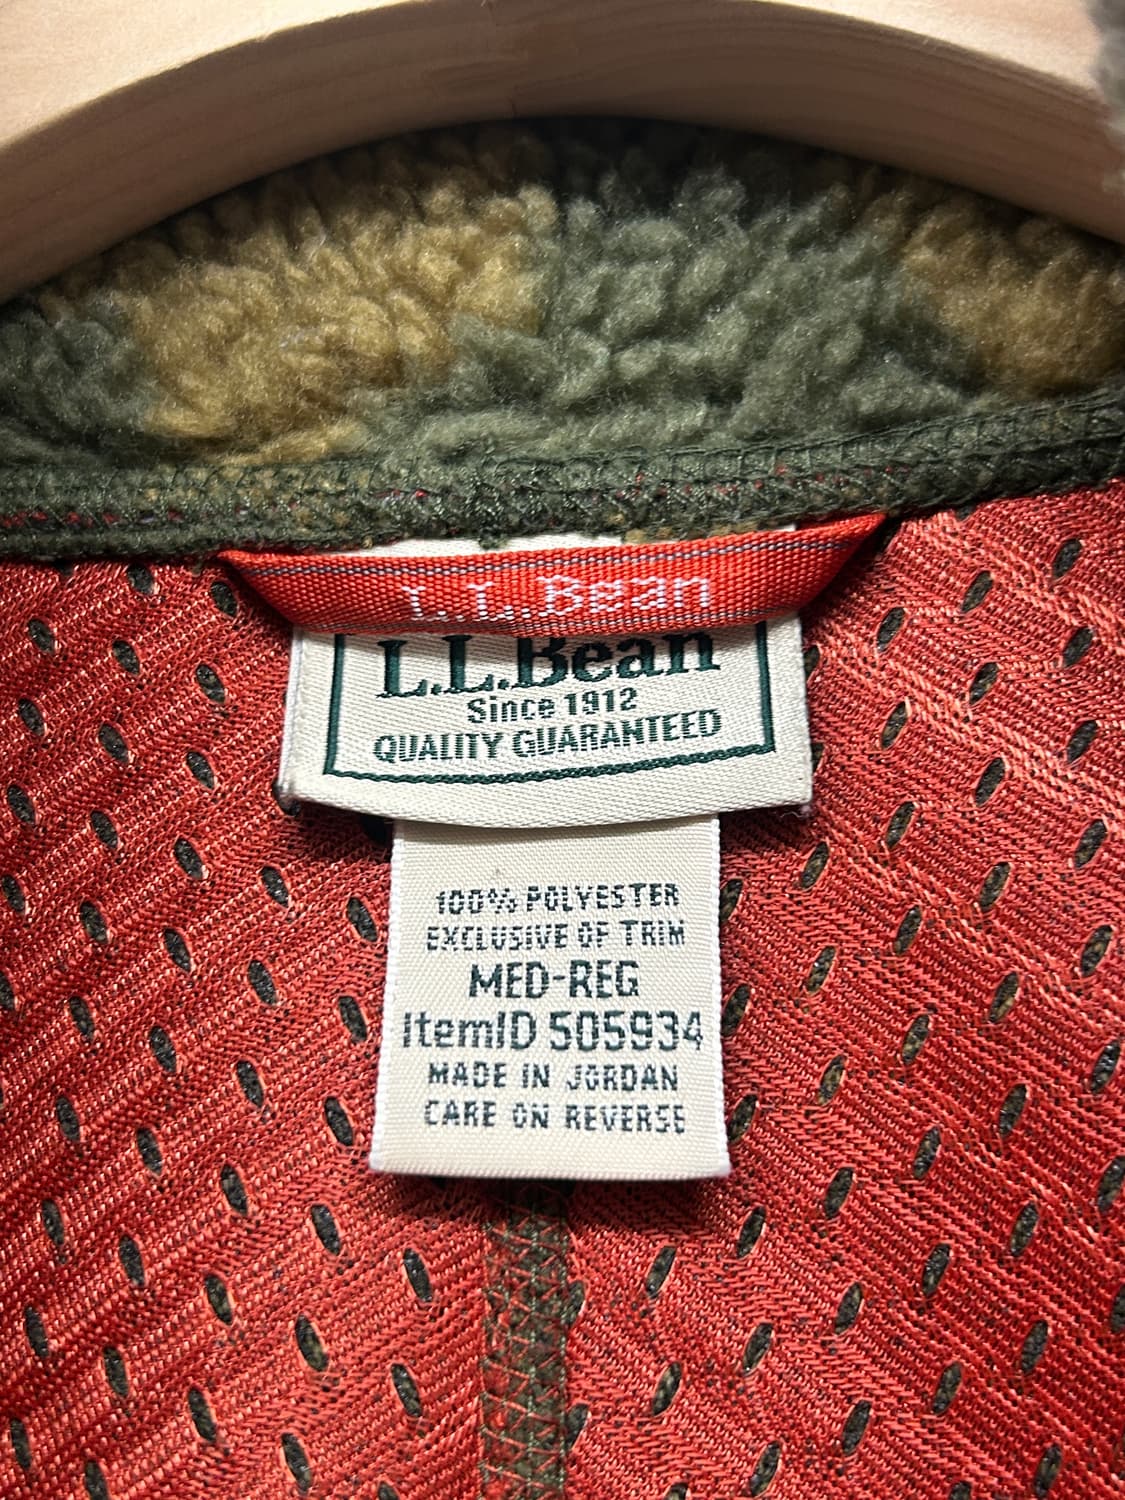 L.L.Bean
L.L.Bean
Since 1912
QUALITY GUARANTEED
100% POLYESTER
EXCLUSIVE OF TRIM
MED-REG
ItemID 505934
MADE IN JORDAN
CARE ON REVERSE